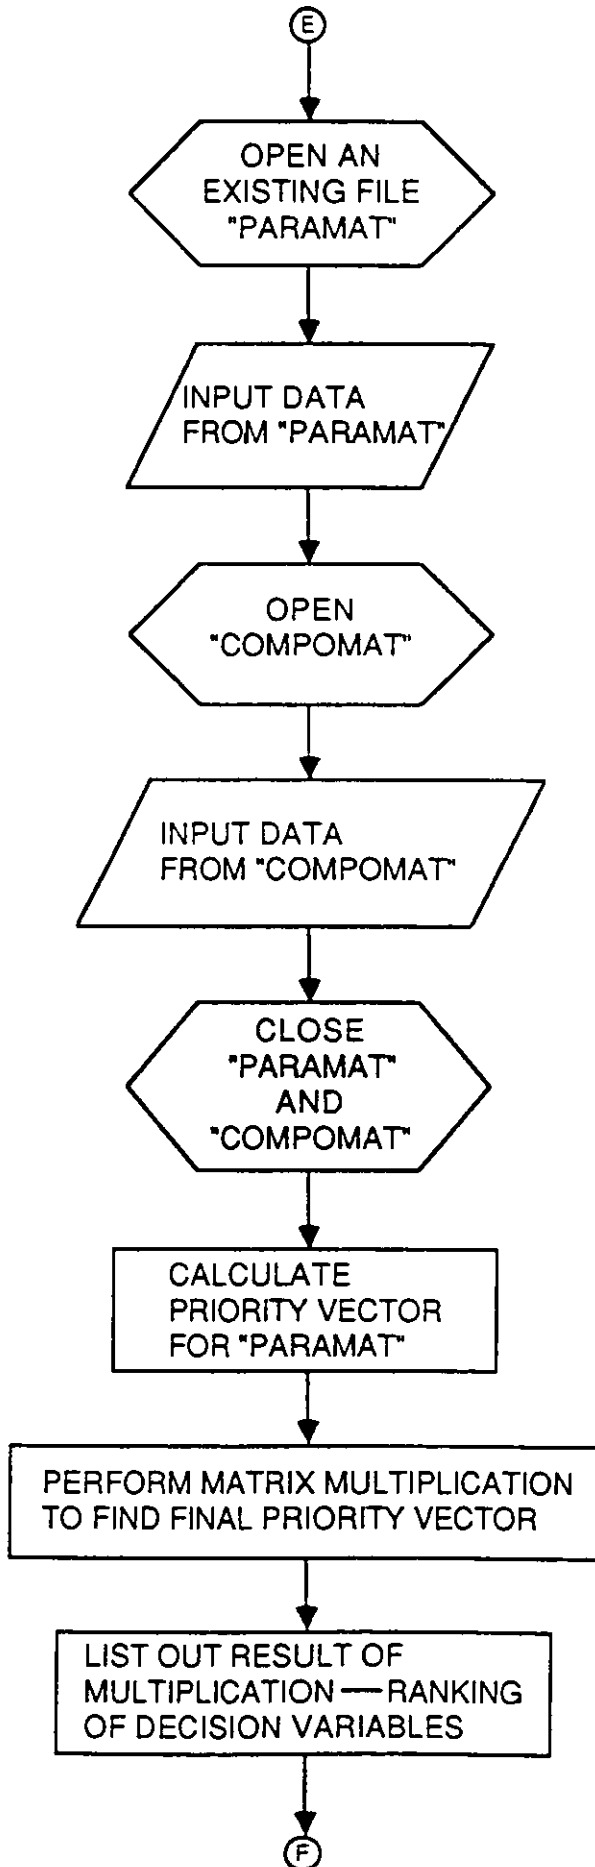 E
OPEN AN
EXISTING FILE
"PARAMAT"
INPUT DATA
FROM "PARAMAT"
OPEN
"COMPOMAT"
INPUT DATA
FROM "COMPOMAT"
CLOSE
"PARAMAT"
AND
"COMPOMAT"
CALCULATE
PRIORITY VECTOR
FOR "PARAMAT"
PERFORM MATRIX MULTIPLICATION
TO FIND FINAL PRIORITY VECTOR
LIST OUT RESULT OF
MULTIPLICATION — RANKING
OF DECISION VARIABLES
F